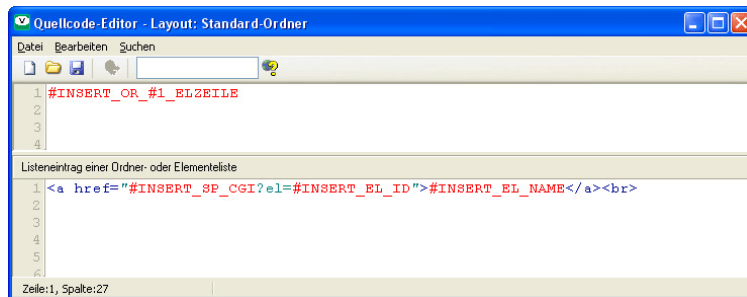 Quellcode-Editor - Layout: Standard-Ordner
Datei Bearbeiten Suchen
1 #INSERT_OR_#1_ELZEILE
2
3
4
Listeneintrag einer Ordner- oder Elementeliste
1 <a href="#INSERT_SP_CGI?el=#INSERT_EL_ID">#INSERT_EL_NAME</a><br>
2
3
4
5
6
Zeile:1, Spalte:27